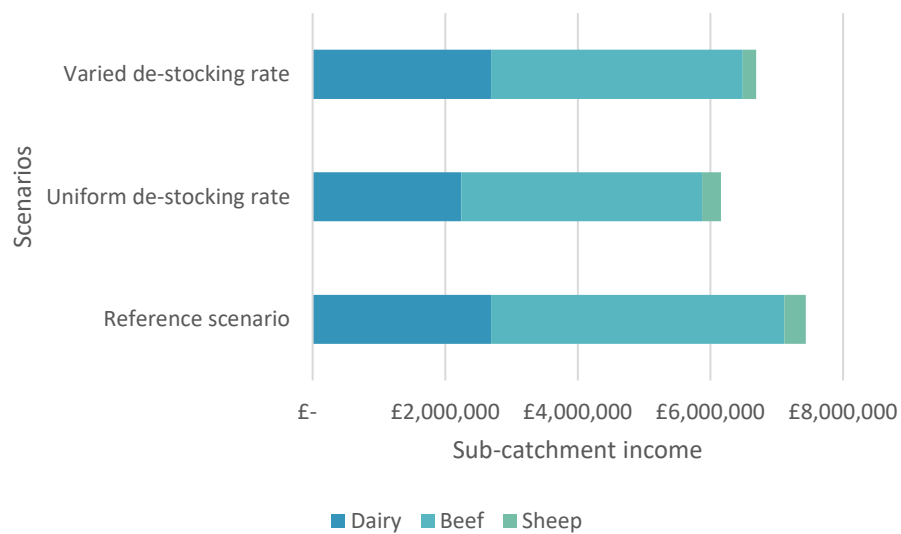 Scenarios
Varied de-stocking rate
Uniform de-stocking rate
Reference scenario
£-
£2,000,000
£4,000,000
£6,000,000
£8,000,000
Sub-catchment income
Dairy
Beef
Sheep